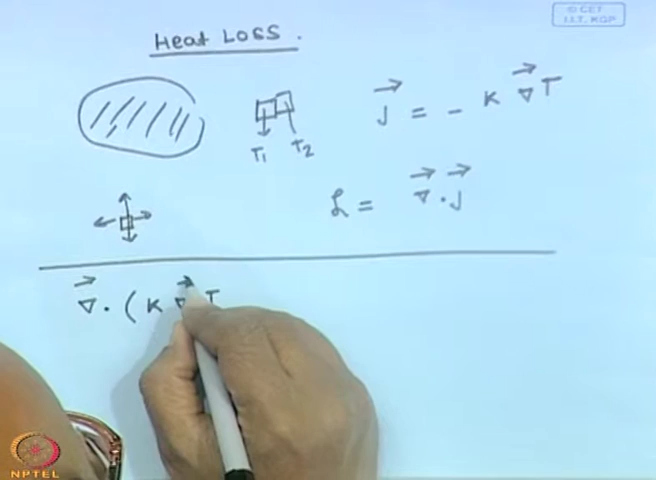 © CET
I.I.T. KGP
Heat Loss.
J⃗ = - K ∇⃗T
T₁ T₂
ℒ = ∇⃗ · J⃗
∇⃗ · ( K ∇⃗ T
NPTEL